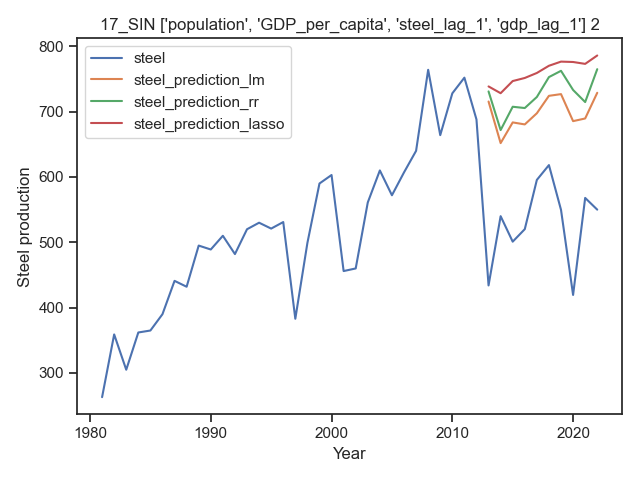 17_SIN ['population', 'GDP_per_capita', 'steel_lag_1', 'gdp_lag_1'] 2
steel
steel_prediction_lm
steel_prediction_rr
steel_prediction_lasso
Steel production
800
700
600
500
400
300
1980
1990
2000
2010
2020
Year